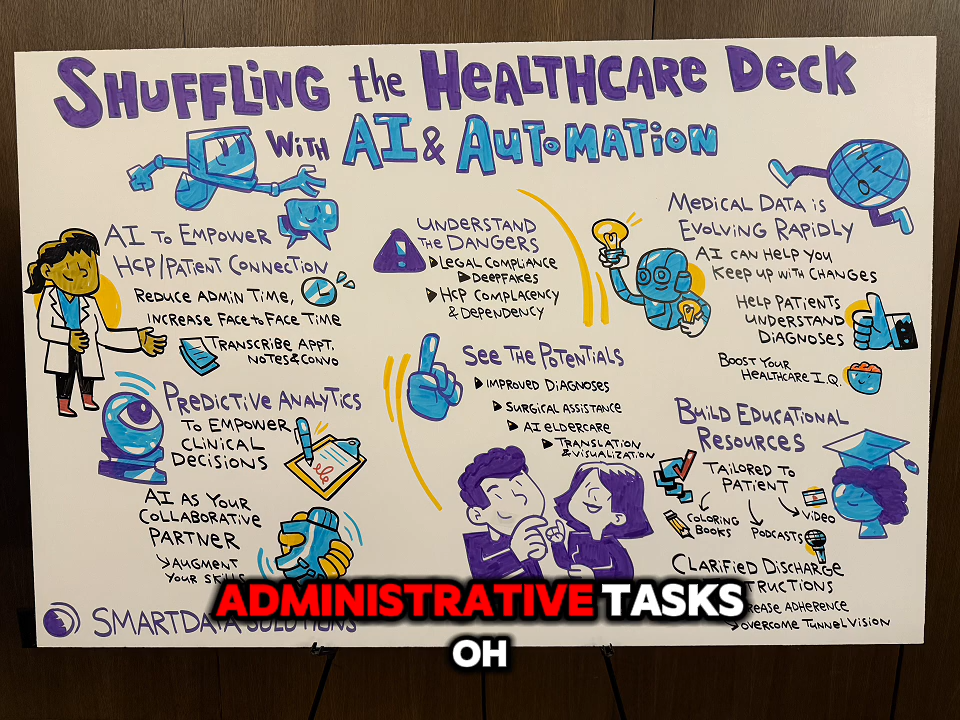 SHUFFLING the HEALTHCARE DECK
WITH AI & AUTOMATION
AI TO EMPOWER
HCP/PATIENT CONNECTION
REDUCE ADMIN TIME,
INCREASE FACE TO FACE TIME
TRANSCRIBE APPT.
NOTES & CONVO
PREDICTIVE ANALYTICS
TO EMPOWER
CLINICAL
DECISIONS
AI AS YOUR
COLLABORATIVE
PARTNER
AUGMENT
YOUR SKILLS
UNDERSTAND
THE DANGERS
LEGAL COMPLIANCE
DEEPFAKES
HCP COMPLACENCY
& DEPENDENCY
SEE THE POTENTIALS
IMPROVED DIAGNOSES
SURGICAL ASSISTANCE
AI ELDERCARE
TRANSLATION
& VISUALIZATION
MEDICAL DATA IS
EVOLVING RAPIDLY
AI CAN HELP YOU
KEEP UP WITH CHANGES
HELP PATIENTS
UNDERSTAND
DIAGNOSES
BOOST YOUR
HEALTHCARE I.Q.
BUILD EDUCATIONAL
RESOURCES
TAILORED TO
PATIENT
COLORING
BOOKS
PODCASTS
VIDEO
CLARIFIED DISCHARGE
ADHERENCE
OVERCOME TUNNEL VISION
SMARTDATA SOLUTIONS
ADMINISTRATIVE TASKS
OH